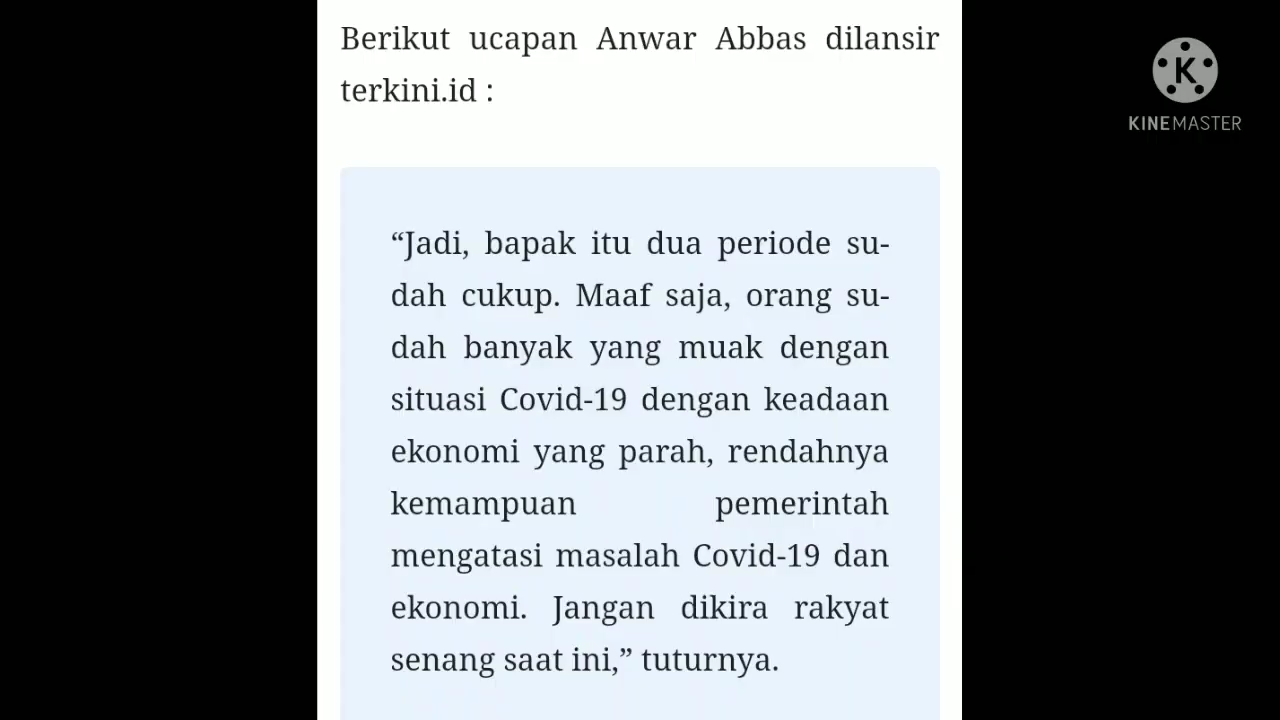 Berikut ucapan Anwar Abbas dilansir
terkini.id :
K
KINEMASTER
“Jadi, bapak itu dua periode su-
dah cukup. Maaf saja, orang su-
dah banyak yang muak dengan
situasi Covid-19 dengan keadaan
ekonomi yang parah, rendahnya
kemampuan pemerintah
mengatasi masalah Covid-19 dan
ekonomi. Jangan dikira rakyat
senang saat ini,” tuturnya.